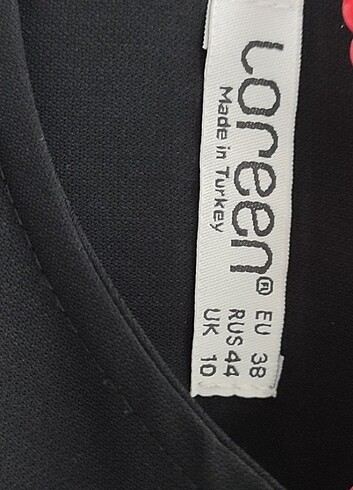 Loreen®
Made in Turkey
EU 38
RUS 44
UK 10